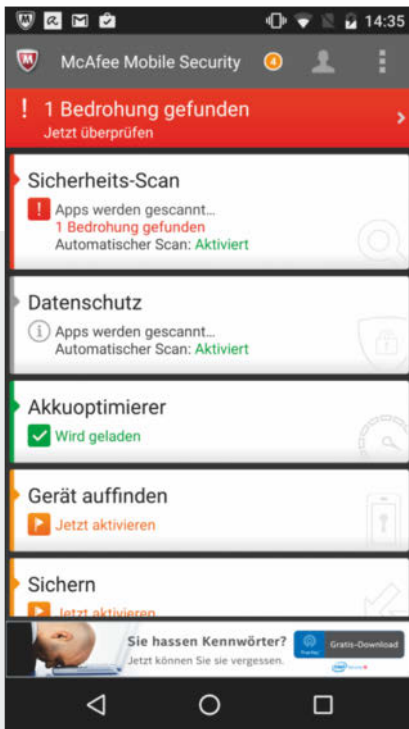 14:35
McAfee Mobile Security
4
! 1 Bedrohung gefunden
Jetzt überprüfen
Sicherheits-Scan
! Apps werden gescannt...
1 Bedrohung gefunden
Automatischer Scan: Aktiviert
Datenschutz
i Apps werden gescannt...
Automatischer Scan: Aktiviert
Akkuoptimierer
Wird geladen
Gerät auffinden
Jetzt aktivieren
Sichern
Jetzt aktivieren
Sie hassen Kennwörter?
Gratis-Download
Jetzt können Sie sie vergessen.